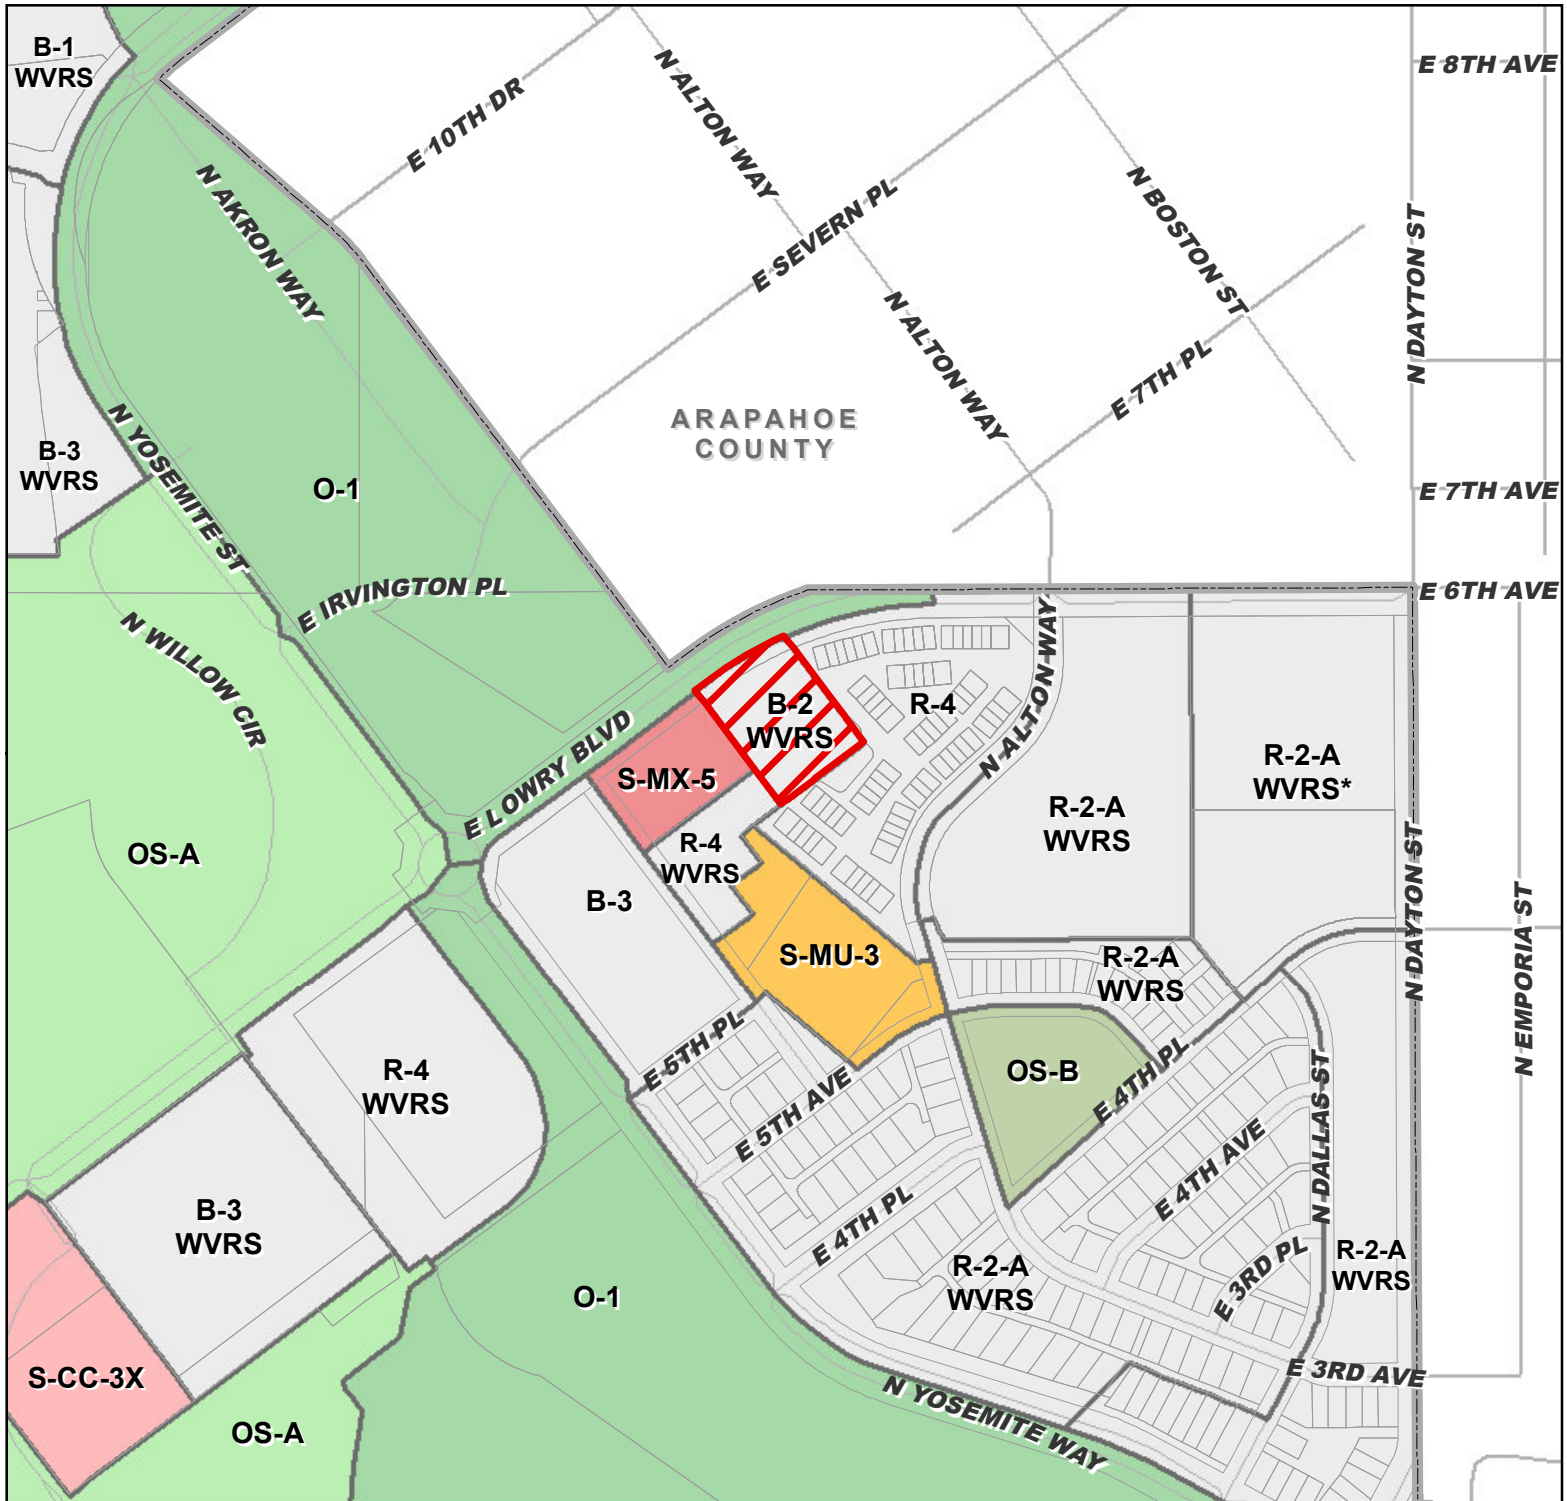 B-1
WVRS
E 8TH AVE
E 10TH DR
N ALTON WAY
N AKRON WAY
E SEVERN PL
N BOSTON ST
N DAYTON ST
N ALTON WAY
E 7TH PL
ARAPAHOE
COUNTY
N YOSEMITE ST
B-3
WVRS
O-1
E 7TH AVE
E IRVINGTON PL
E 6TH AVE
N WILLOW CIR
N ALTON WAY
B-2
WVRS
R-4
E LOWRY BLVD
S-MX-5
R-2-A
WVRS*
R-2-A
WVRS
OS-A
R-4
WVRS
B-3
N DAYTON ST
N EMPORIA ST
S-MU-3
R-2-A
WVRS
E 5TH PL
OS-B
E 4TH PL
R-4
WVRS
E 5TH AVE
N DALLAS ST
E 4TH AVE
B-3
WVRS
E 4TH PL
R-2-A
WVRS
E 3RD PL
R-2-A
WVRS
O-1
S-CC-3X
E 3RD AVE
OS-A
N YOSEMITE WAY